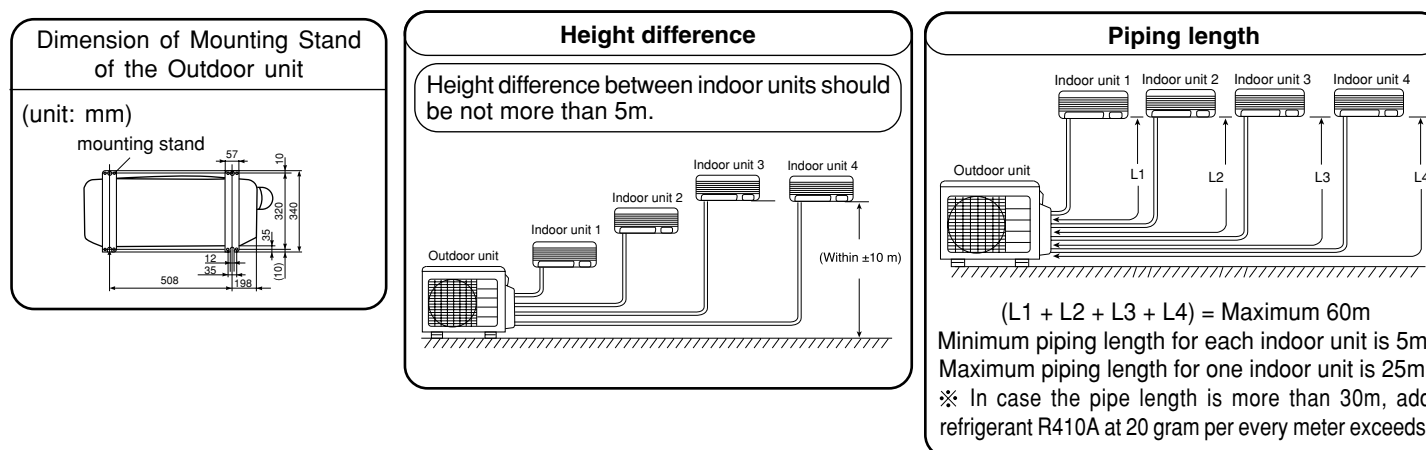 Dimension of Mounting Stand
of the Outdoor unit
(unit: mm)
mounting stand
57
10
320
340
35
12
35
(10)
508
198
Height difference
Height difference between indoor units should
be not more than 5m.
Indoor unit 3
Indoor unit 4
Indoor unit 2
Indoor unit 1
Outdoor unit
(Within ±10 m)
Piping length
Indoor unit 1
Indoor unit 2
Indoor unit 3
Indoor unit 4
Outdoor unit
L1
L2
L3
L4
(L1 + L2 + L3 + L4) = Maximum 60m
Minimum piping length for each indoor unit is 5m
Maximum piping length for one indoor unit is 25m
※ In case the pipe length is more than 30m, add
refrigerant R410A at 20 gram per every meter exceeds